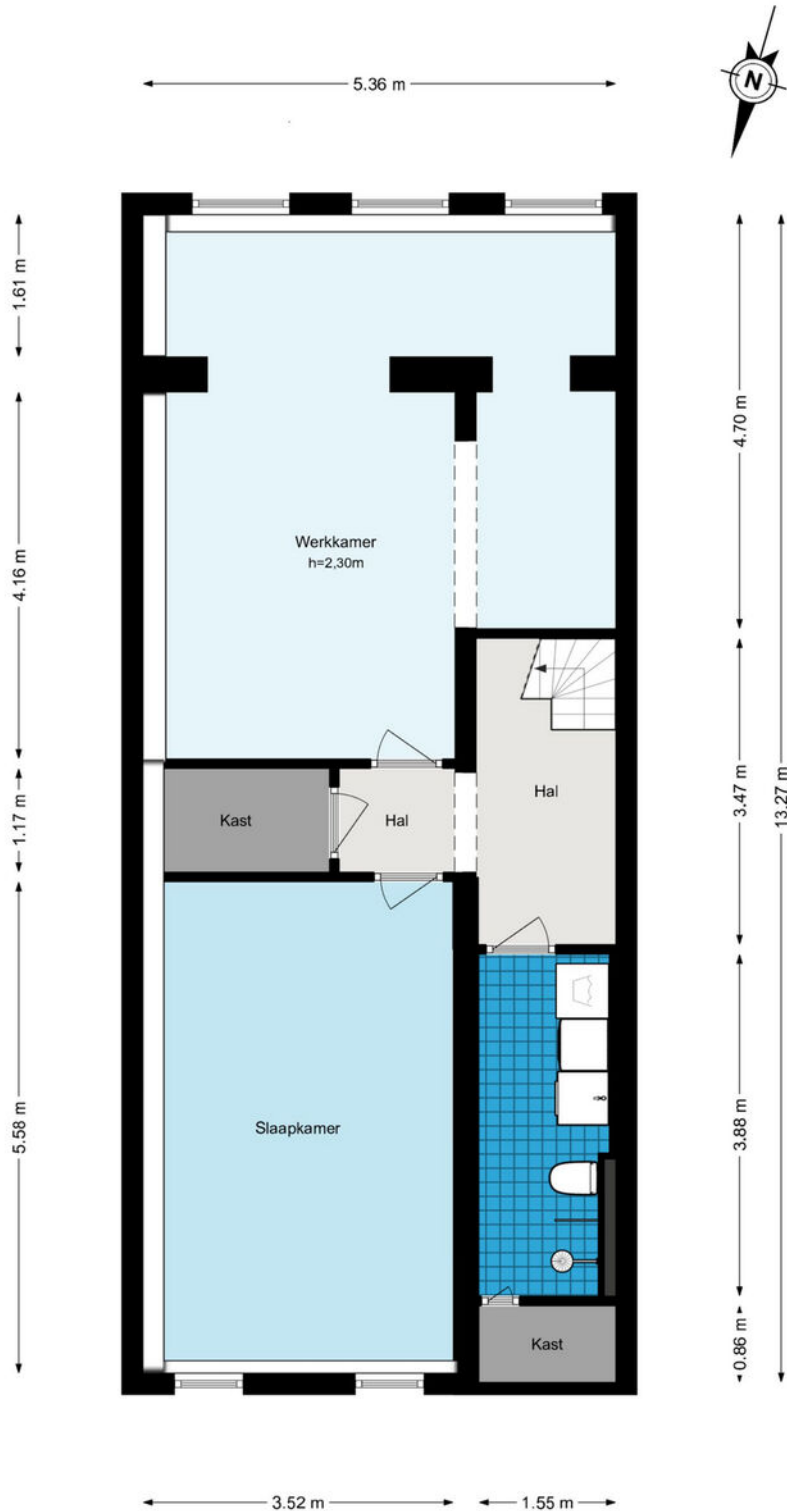 5.36 m
N
1.61 m
4.16 m
1.17 m
5.58 m
4.70 m
3.47 m
13.27 m
3.88 m
0.86 m
Werkkamer
h=2,30m
Hal
Kast
Hal
Slaapkamer
Kast
3.52 m
1.55 m